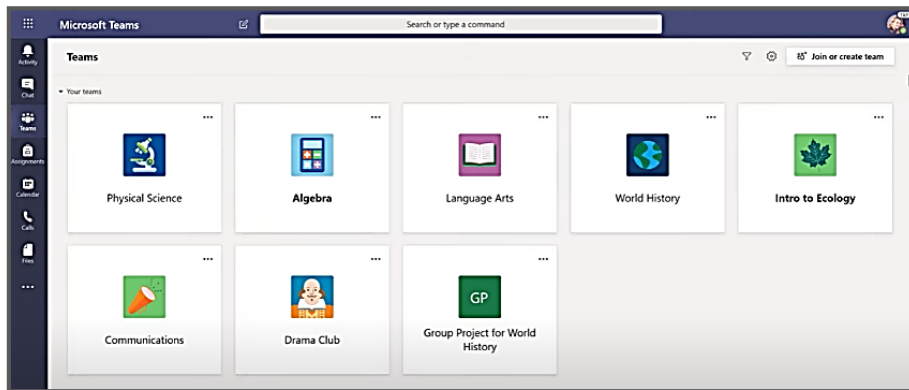 Microsoft Teams
Search or type a command
Activity
Chat
Teams
Assignments
Calendar
Calls
Files
Teams
Join or create team
Your teams
Physical Science
Algebra
Language Arts
World History
Intro to Ecology
Communications
Drama Club
GP
Group Project for World
History